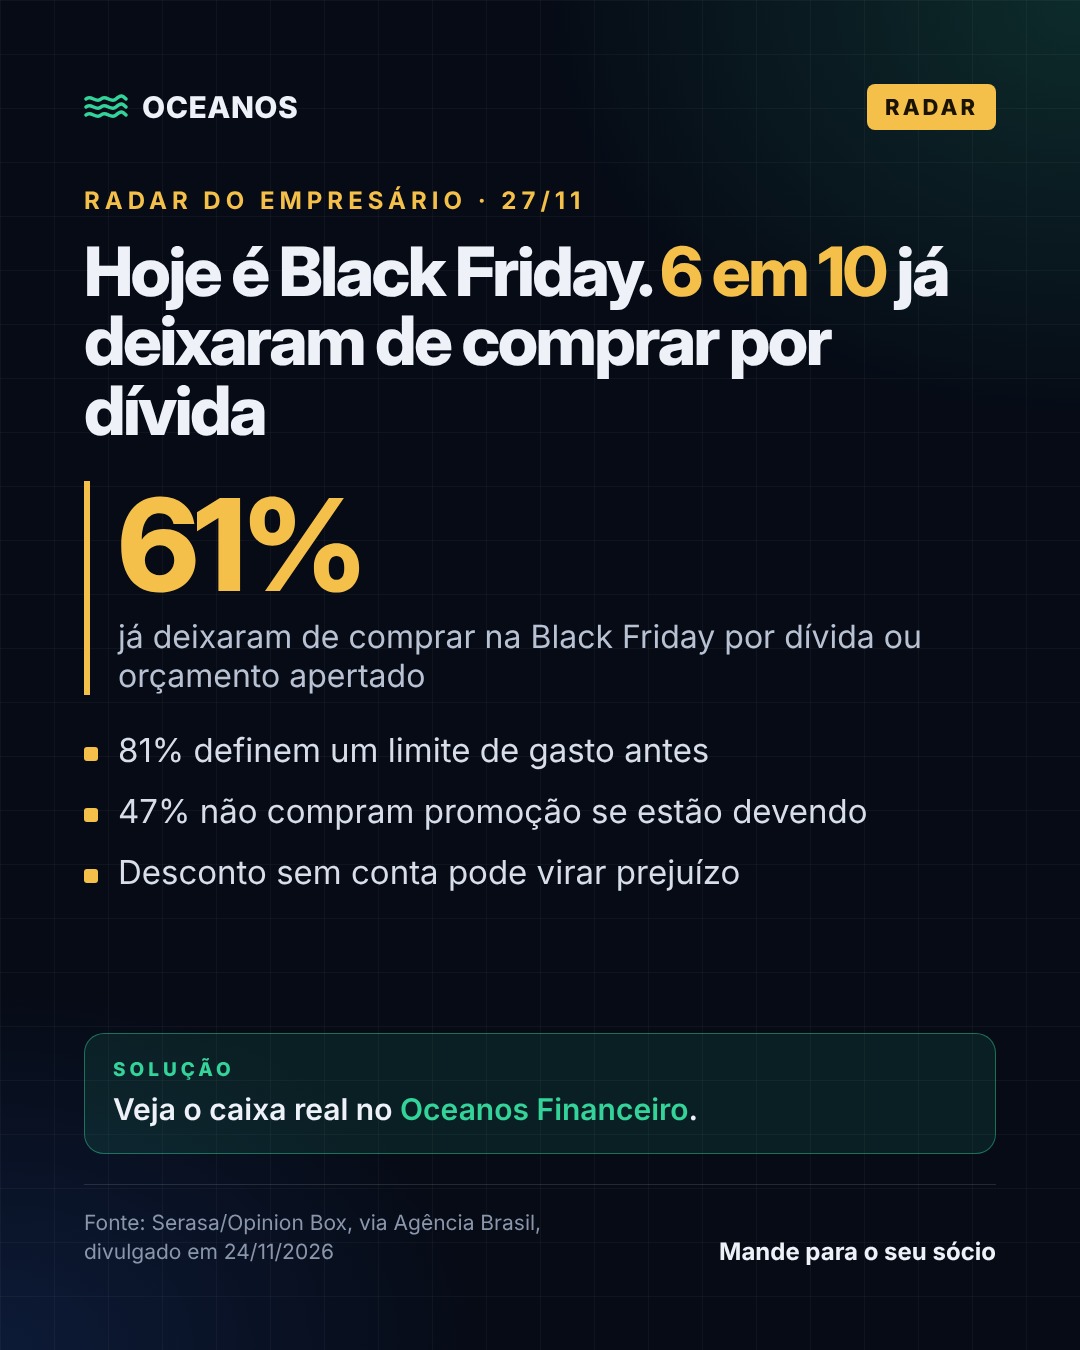 OCEANOS
RADAR
RADAR DO EMPRESÁRIO · 27/11
Hoje é Black Friday. 6 em 10 já
deixaram de comprar por
dívida
61%
já deixaram de comprar na Black Friday por dívida ou
orçamento apertado
81% definem um limite de gasto antes
47% não compram promoção se estão devendo
Desconto sem conta pode virar prejuízo
SOLUÇÃO
Veja o caixa real no Oceanos Financeiro.
Fonte: Serasa/Opinion Box, via Agência Brasil,
divulgado em 24/11/2026
Mande para o seu sócio